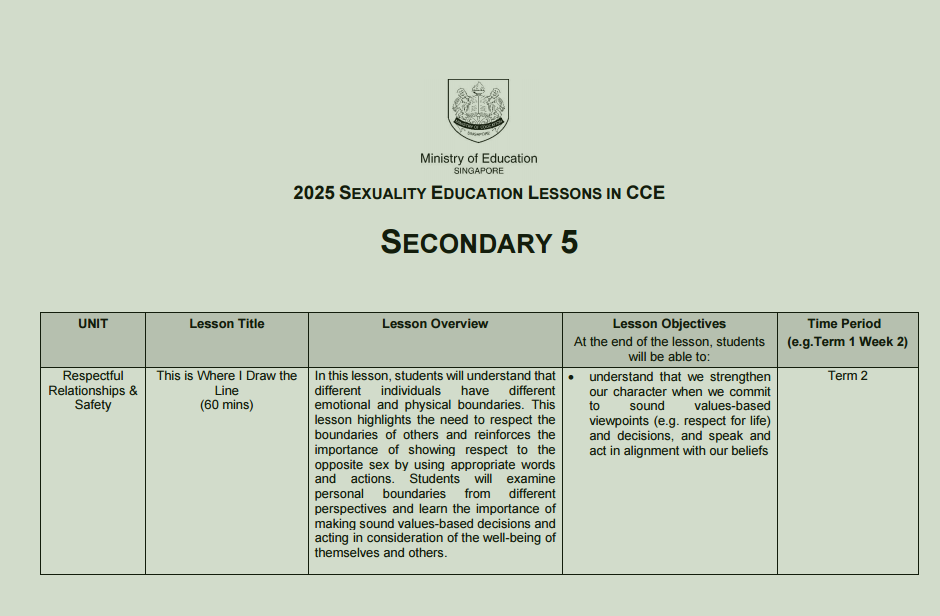 MINISTRY OF EDUCATION
SINGAPORE
Ministry of Education
SINGAPORE
2025 SEXUALITY EDUCATION LESSONS IN CCE
SECONDARY 5
UNIT
Lesson Title
Lesson Overview
Lesson Objectives
At the end of the lesson, students
will be able to:
Time Period
(e.g.Term 1 Week 2)
Respectful
Relationships &
Safety
This is Where I Draw the
Line
(60 mins)
In this lesson, students will understand that
different individuals have different
emotional and physical boundaries. This
lesson highlights the need to respect the
boundaries of others and reinforces the
importance of showing respect to the
opposite sex by using appropriate words
and actions. Students will examine
personal boundaries from different
perspectives and learn the importance of
making sound values-based decisions and
acting in consideration of the well-being of
themselves and others.
• understand that we strengthen
our character when we commit
to sound values-based
viewpoints (e.g. respect for life)
and decisions, and speak and
act in alignment with our beliefs
Term 2